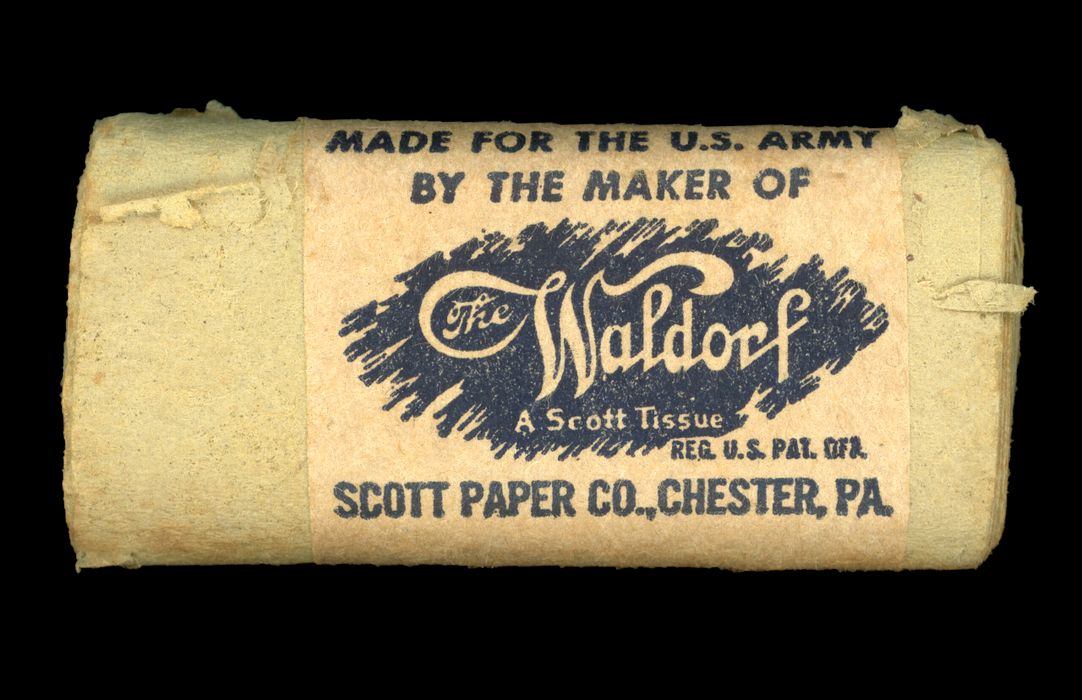 MADE FOR THE U.S. ARMY
BY THE MAKER OF
The Waldorf
A Scott Tissue
REG. U.S. PAT. OFF.
SCOTT PAPER CO., CHESTER, PA.